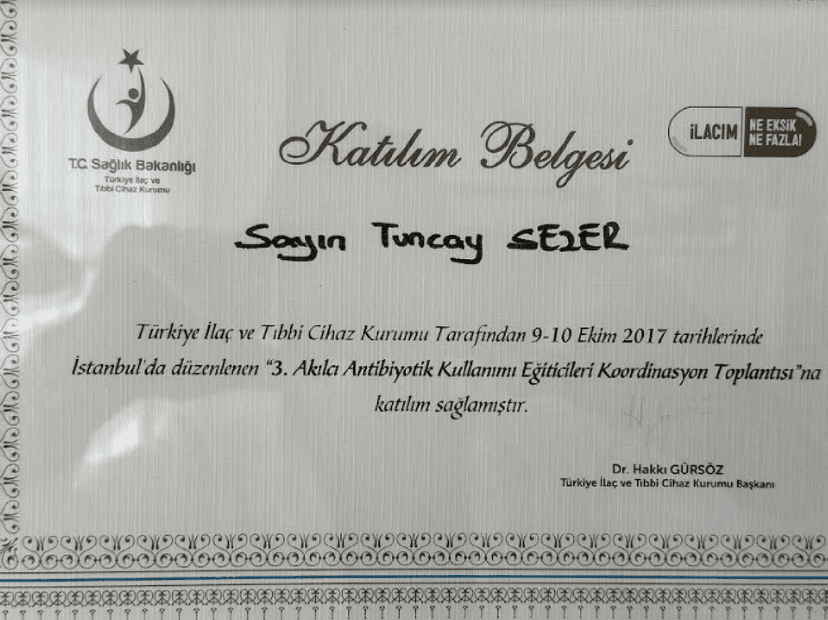 T.C. Sağlık Bakanlığı
Türkiye İlaç ve
Tıbbi Cihaz Kurumu
Katılım Belgesi
İLACIM
NE EKSİK
NE FAZLA!
Sayın Tuncay SEZER
Türkiye İlaç ve Tıbbi Cihaz Kurumu Tarafından 9-10 Ekim 2017 tarihlerinde
İstanbul'da düzenlenen "3. Akılcı Antibiyotik Kullanımı Eğiticileri Koordinasyon Toplantısı"na
katılım sağlamıştır.
Dr. Hakkı GÜRSÖZ
Türkiye İlaç ve Tıbbi Cihaz Kurumu Başkanı